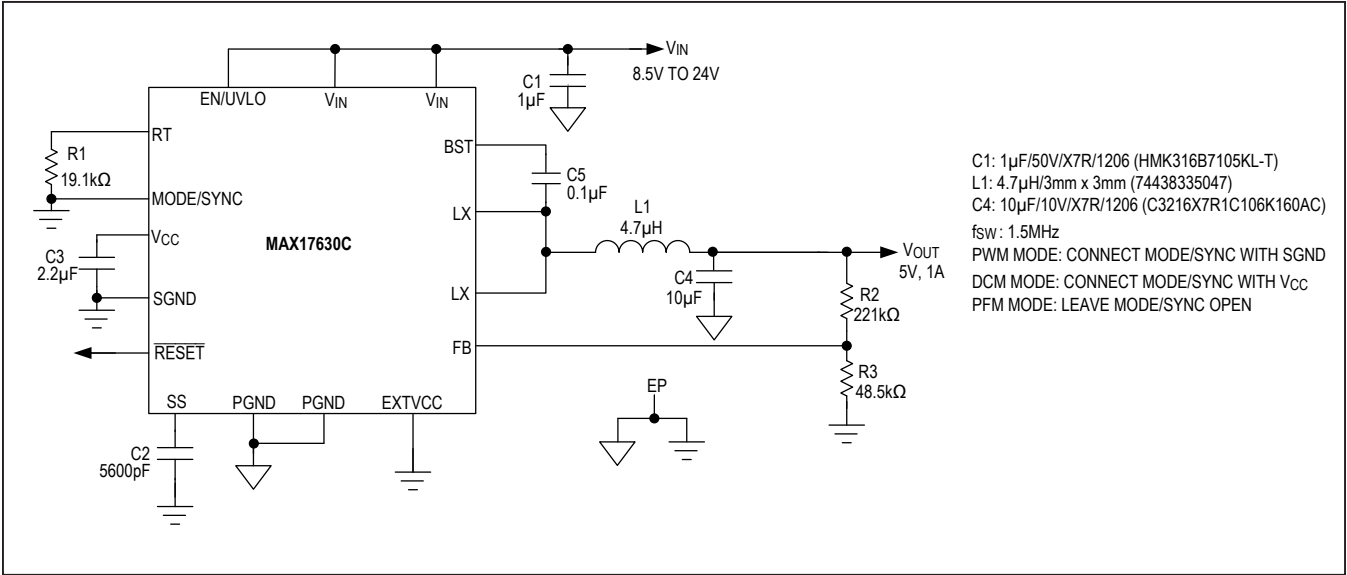 VIN
8.5V TO 24V
C1
1µF
EN/UVLO
VIN
VIN
RT
R1
19.1kΩ
MODE/SYNC
VCC
C3
2.2µF
SGND
RESET
MAX17630C
BST
C5
0.1µF
LX
L1
4.7µH
LX
C4
10µF
VOUT
5V, 1A
R2
221kΩ
FB
R3
48.5kΩ
SS
PGND
PGND
EXTVCC
C2
5600pF
EP
C1: 1µF/50V/X7R/1206 (HMK316B7105KL-T)
L1: 4.7µH/3mm x 3mm (74438335047)
C4: 10µF/10V/X7R/1206 (C3216X7R1C106K160AC)
fSW : 1.5MHz
PWM MODE: CONNECT MODE/SYNC WITH SGND
DCM MODE: CONNECT MODE/SYNC WITH VCC
PFM MODE: LEAVE MODE/SYNC OPEN